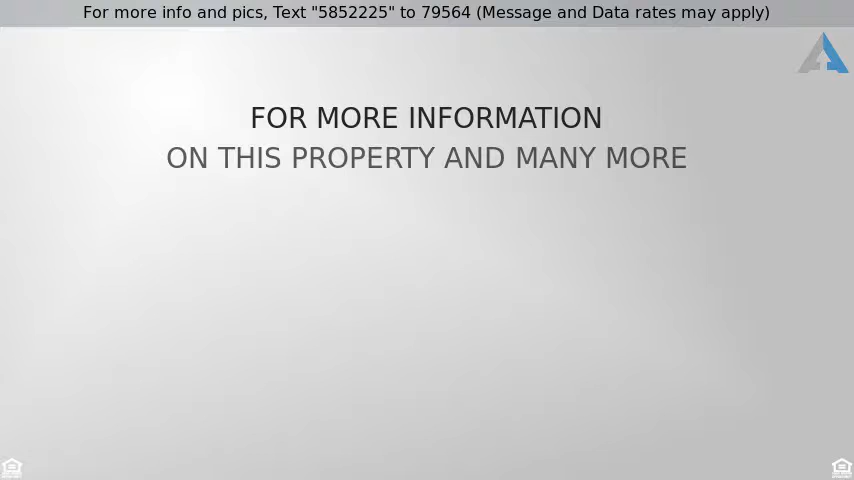 For more info and pics, Text "5852225" to 79564 (Message and Data rates may apply)
FOR MORE INFORMATION
ON THIS PROPERTY AND MANY MORE